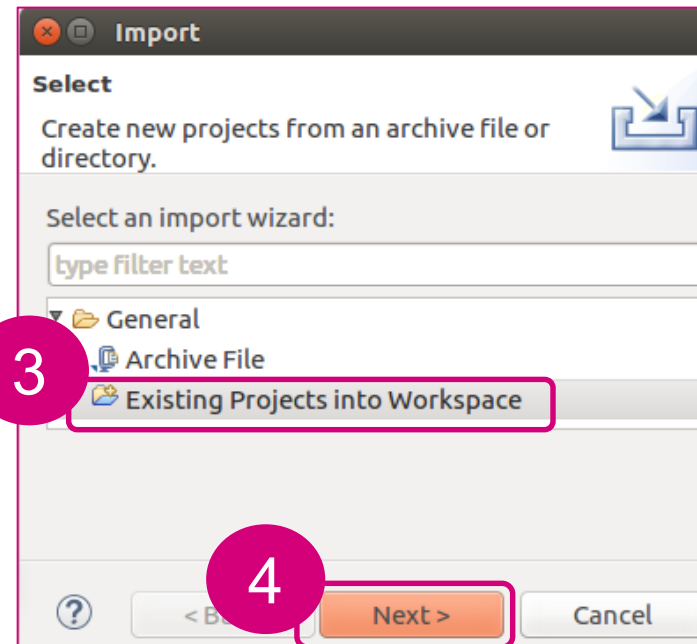 Import
Select
Create new projects from an archive file or
directory.
Select an import wizard:
type filter text
General
3
Archive File
Existing Projects into Workspace
4
< B
Next >
Cancel